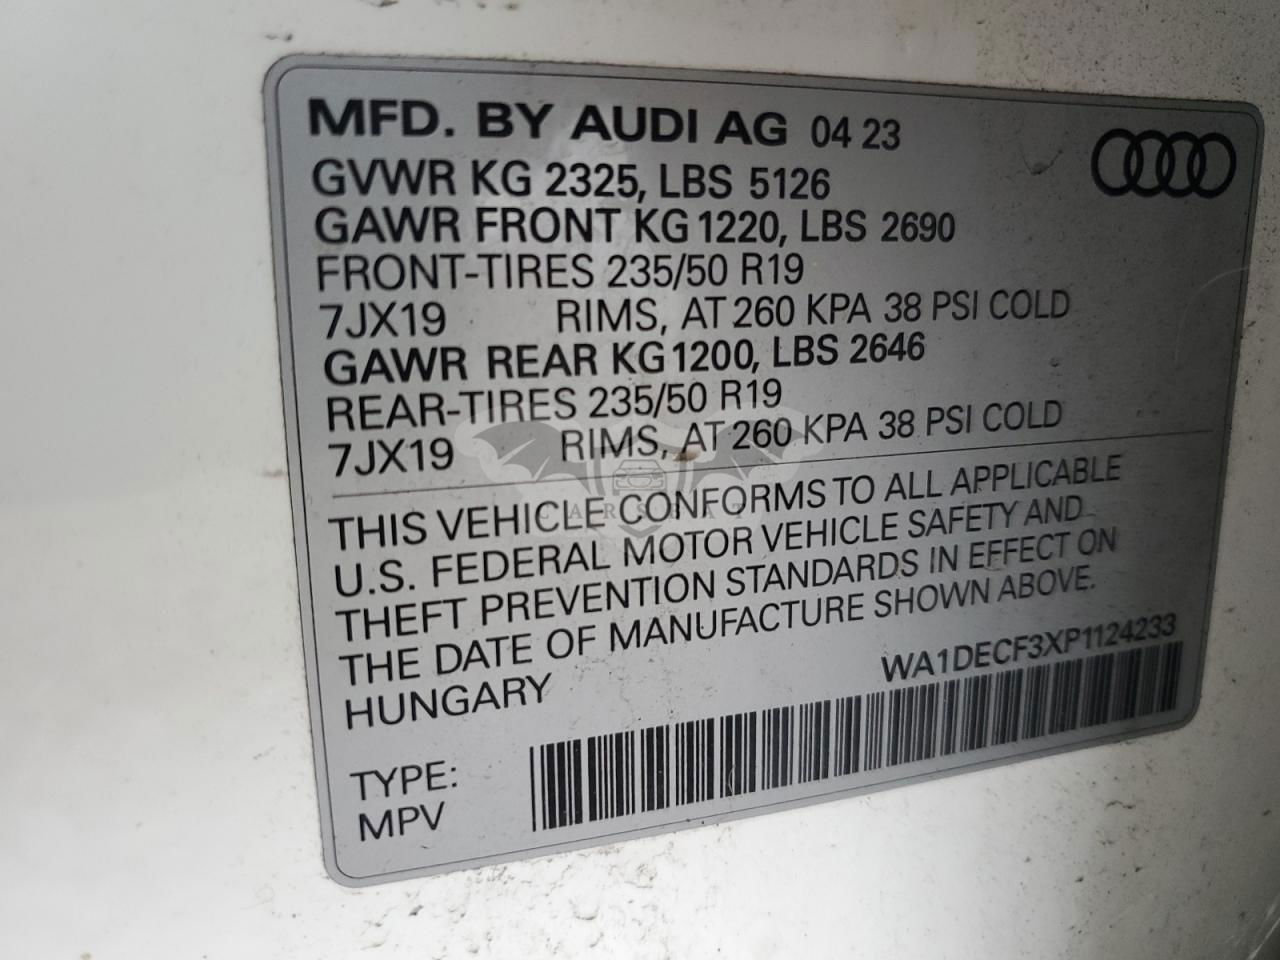 MFD. BY AUDI AG 04 23
GVWR KG 2325, LBS 5126
GAWR FRONT KG 1220, LBS 2690
FRONT-TIRES 235/50 R19
7JX19 RIMS, AT 260 KPA 38 PSI COLD
GAWR REAR KG 1200, LBS 2646
REAR-TIRES 235/50 R19
7JX19 RIMS, AT 260 KPA 38 PSI COLD
THIS VEHICLE CONFORMS TO ALL APPLICABLE
U.S. FEDERAL MOTOR VEHICLE SAFETY AND
THEFT PREVENTION STANDARDS IN EFFECT ON
THE DATE OF MANUFACTURE SHOWN ABOVE.
HUNGARY
WA1DECF3XP1124233
TYPE:
MPV